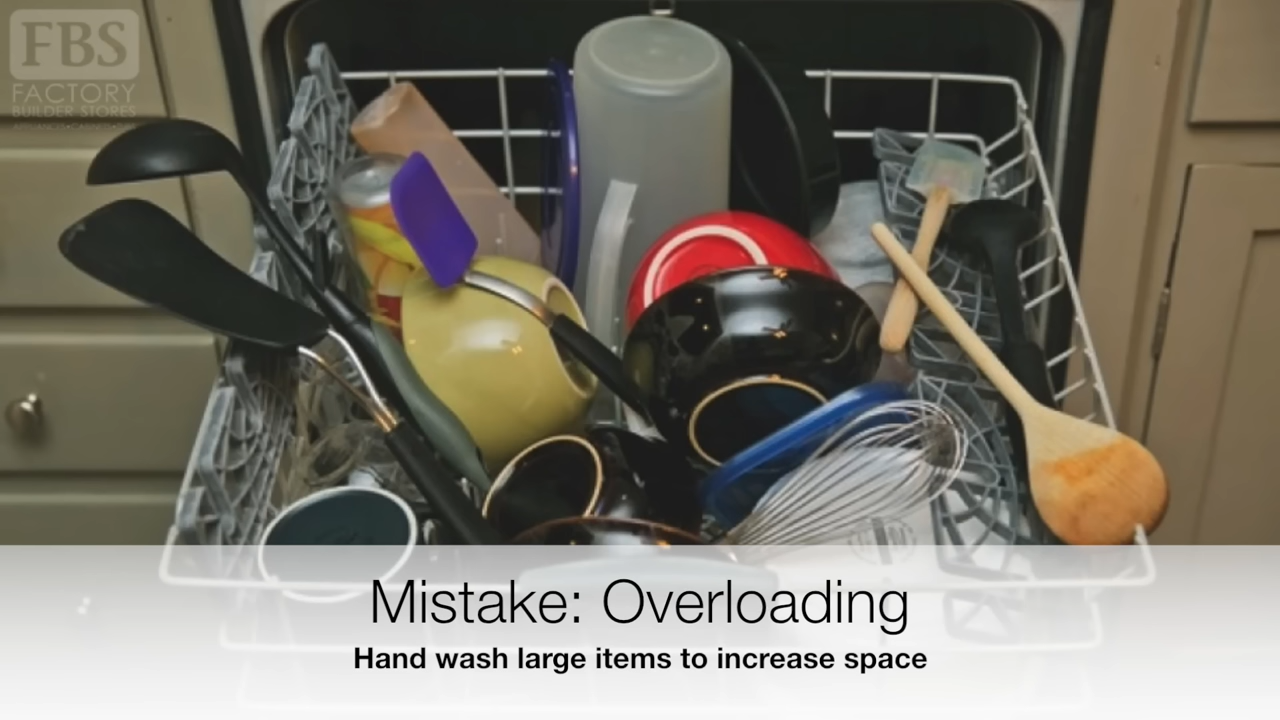 FBS
FACTORY
BUILDER STORES
Mistake: Overloading
Hand wash large items to increase space